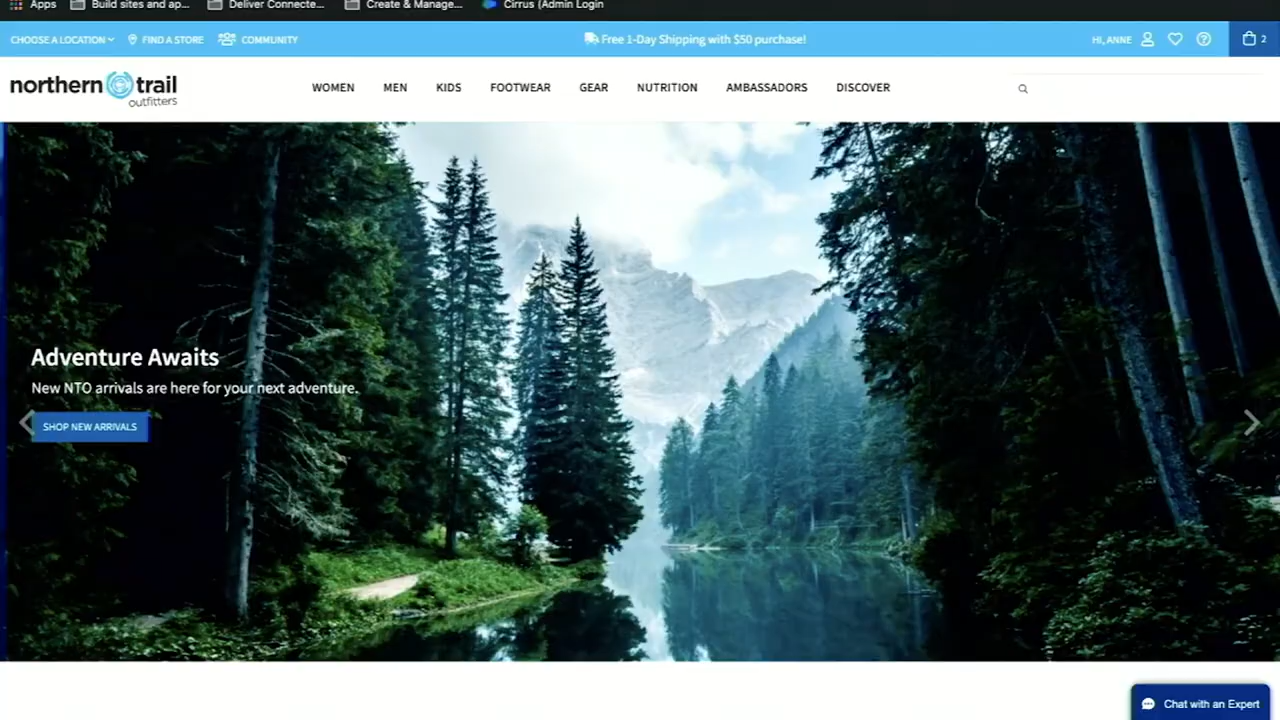 Apps Build sites and ap... Deliver Connecte... Create & Manage... Cirrus (Admin Login
CHOOSE A LOCATION FIND A STORE COMMUNITY Free 1-Day Shipping with $50 purchase! HI, ANNE 2
northern trail
outfitters
WOMEN MEN KIDS FOOTWEAR GEAR NUTRITION AMBASSADORS DISCOVER
Adventure Awaits
New NTO arrivals are here for your next adventure.
SHOP NEW ARRIVALS
Chat with an Expert